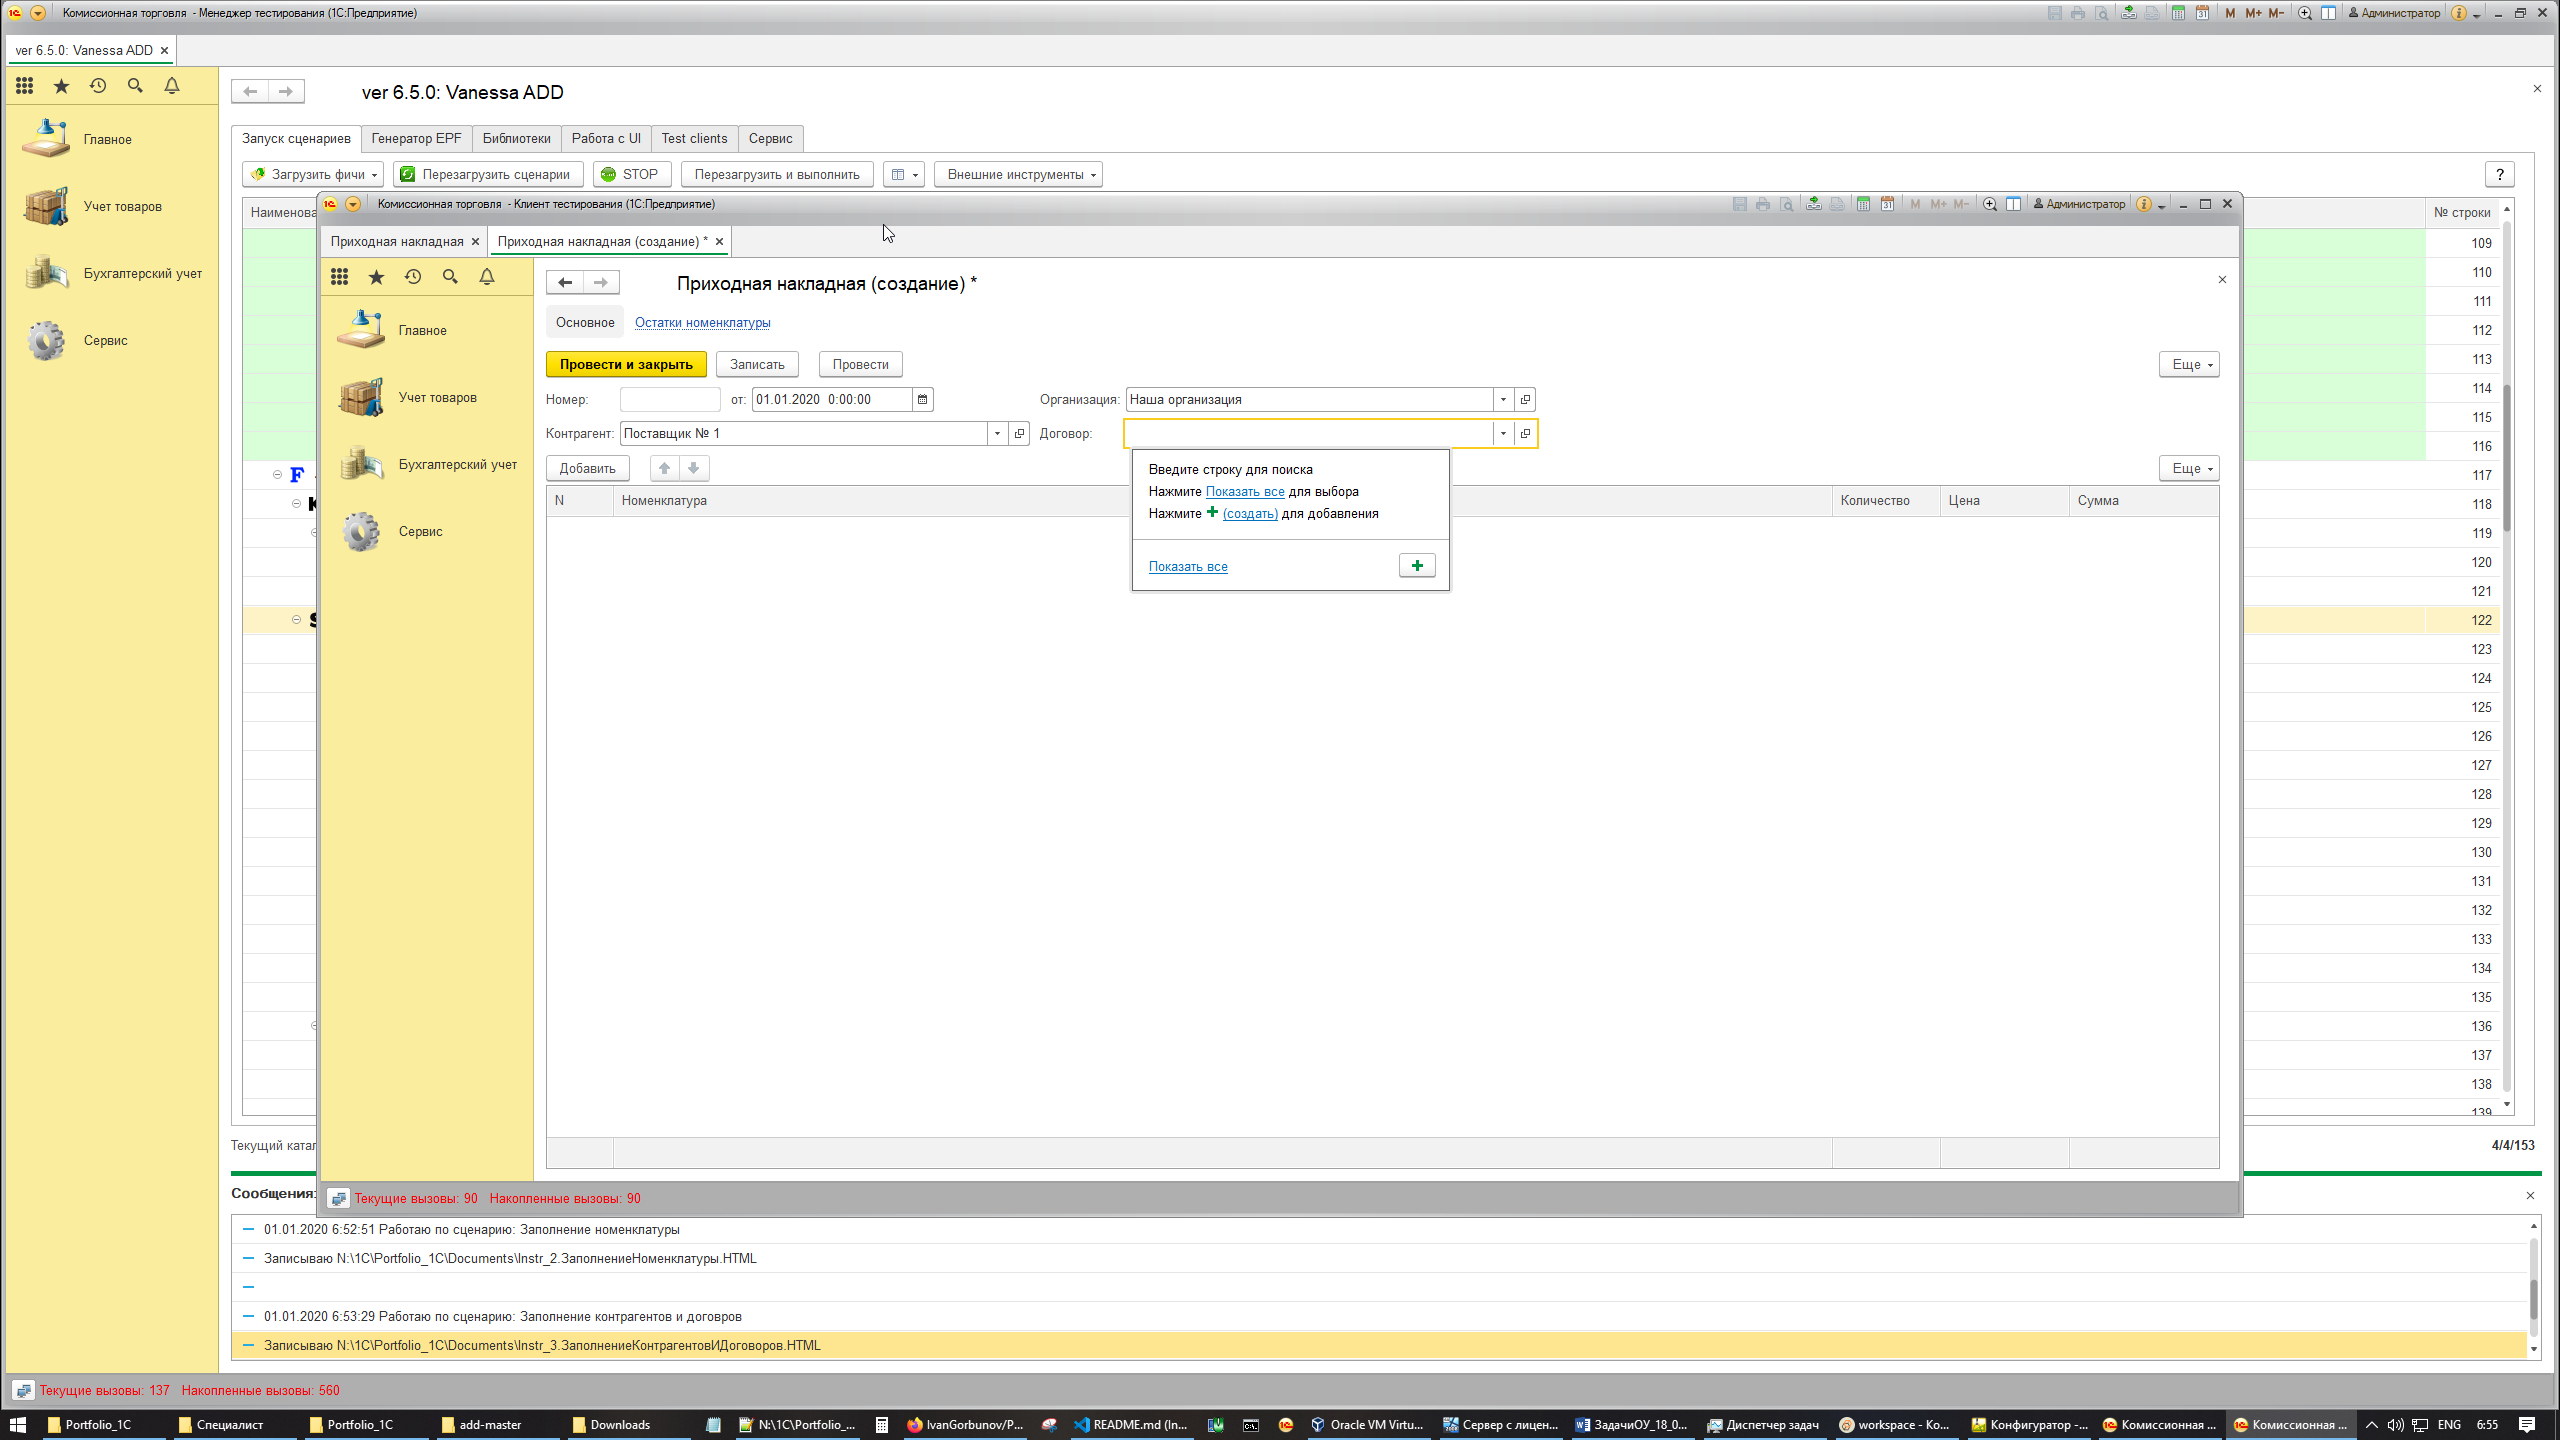 Комиссионная торговля - Менеджер тестирования (1С:Предприятие)
M M+ M- Администратор
ver 6.5.0: Vanessa ADD
ver 6.5.0: Vanessa ADD
Главное
Учет товаров
Бухгалтерский учет
Сервис
Запуск сценариев Генератор EPF Библиотеки Работа с UI Test clients Сервис
Загрузить фичи Перезагрузить сценарии STOP Перезагрузить и выполнить Внешние инструменты ?
№ строки
109
110
111
112
113
114
115
116
117
118
119
120
121
122
123
124
125
126
127
128
129
130
131
132
133
134
135
136
137
138
139
F
Комиссионная торговля - Клиент тестирования (1С:Предприятие)
31 M M+ M- Администратор
Приходная накладная Приходная накладная (создание) *
Приходная накладная (создание) *
Главное
Учет товаров
Бухгалтерский учет
Сервис
Основное Остатки номенклатуры
Провести и закрыть Записать Провести Еще
Номер: от: 01.01.2020 0:00:00 Организация: Наша организация
Контрагент: Поставщик № 1 Договор:
Добавить Еще
N Номенклатура Количество Цена Сумма
Введите строку для поиска
Нажмите Показать все для выбора
Нажмите + (создать) для добавления
Показать все
Текущие вызовы: 90 Накопленные вызовы: 90
4/4/153
01.01.2020 6:52:51 Работаю по сценарию: Заполнение номенклатуры
Записываю N:\1C\Portfolio_1C\Documents\Instr_2.ЗаполнениеНоменклатуры.HTML
01.01.2020 6:53:29 Работаю по сценарию: Заполнение контрагентов и договров
Записываю N:\1C\Portfolio_1C\Documents\Instr_3.ЗаполнениеКонтрагентовИДоговоров.HTML
Текущие вызовы: 137 Накопленные вызовы: 560
Portfolio_1C Специалист Portfolio_1C add-master Downloads N:\1C\Portfolio_... IvanGorbunov/P... README.md (In... Oracle VM Virtu... Сервер с лицен... ЗадачиОУ_18_0... Диспетчер задач workspace - Ко... Конфигуратор -... Комиссионная ... Комиссионная ... ENG 6:55